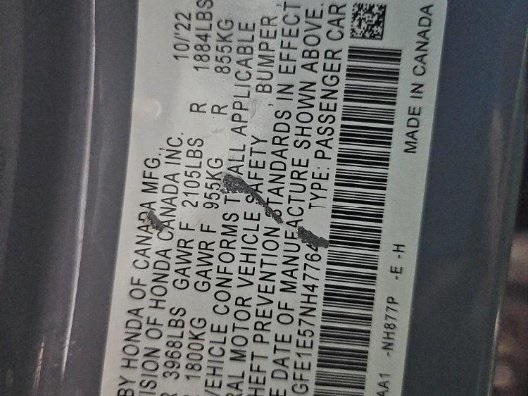 BY HONDA OF CANADA MFG., 10/'22
VISION OF HONDA CANADA INC.
R 3968LBS GAWR F 2105LBS R 1884LBS
1800KG GAWR F 955KG R 855KG
VEHICLE CONFORMS TO ALL APPLICABLE
RAL MOTOR VEHICLE SAFETY, BUMPER,
HEFT PREVENTION STANDARDS IN EFFECT
E DATE OF MANUFACTURE SHOWN ABOVE.
GFE1E57NH47764 TYPE: PASSENGER CAR
AA1 -NH877P -E -H
MADE IN CANADA